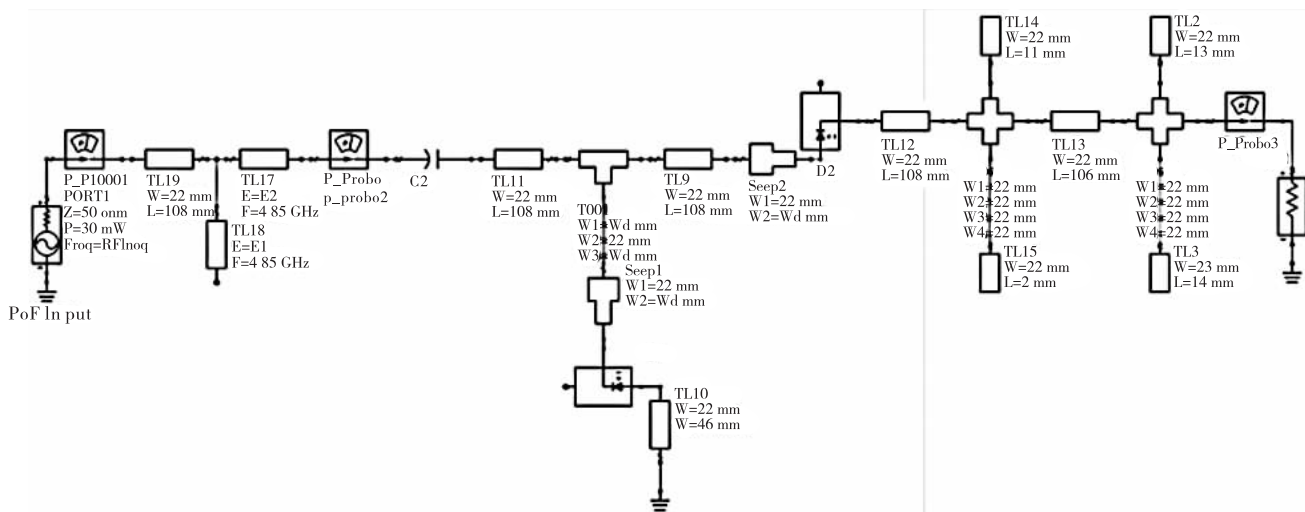 P_P10001
PORT1
Z=50 onm
P=30 mW
Froq=RFlnoq
PoF ln put
TL19
W=22 mm
L=108 mm
TL17
E=E2
F=4 85 GHz
TL18
E=E1
F=4 85 GHz
P_Probo
p_probo2
C2
TL11
W=22 mm
L=108 mm
T001
W1=Wd mm
W2=22 mm
W3=Wd mm
Seep1
W1=22 mm
W2=Wd mm
TL10
W=22 mm
W=46 mm
TL9
W=22 mm
L=108 mm
Seep2
W1=22 mm
W2=Wd mm
D2
TL12
W=22 mm
L=108 mm
TL14
W=22 mm
L=11 mm
W1=22 mm
W2=22 mm
W3=22 mm
W4=22 mm
TL15
W=22 mm
L=2 mm
TL13
W=22 mm
L=106 mm
TL2
W=22 mm
L=13 mm
W1=22 mm
W2=22 mm
W3=22 mm
W4=22 mm
TL3
W=23 mm
L=14 mm
P_Probo3